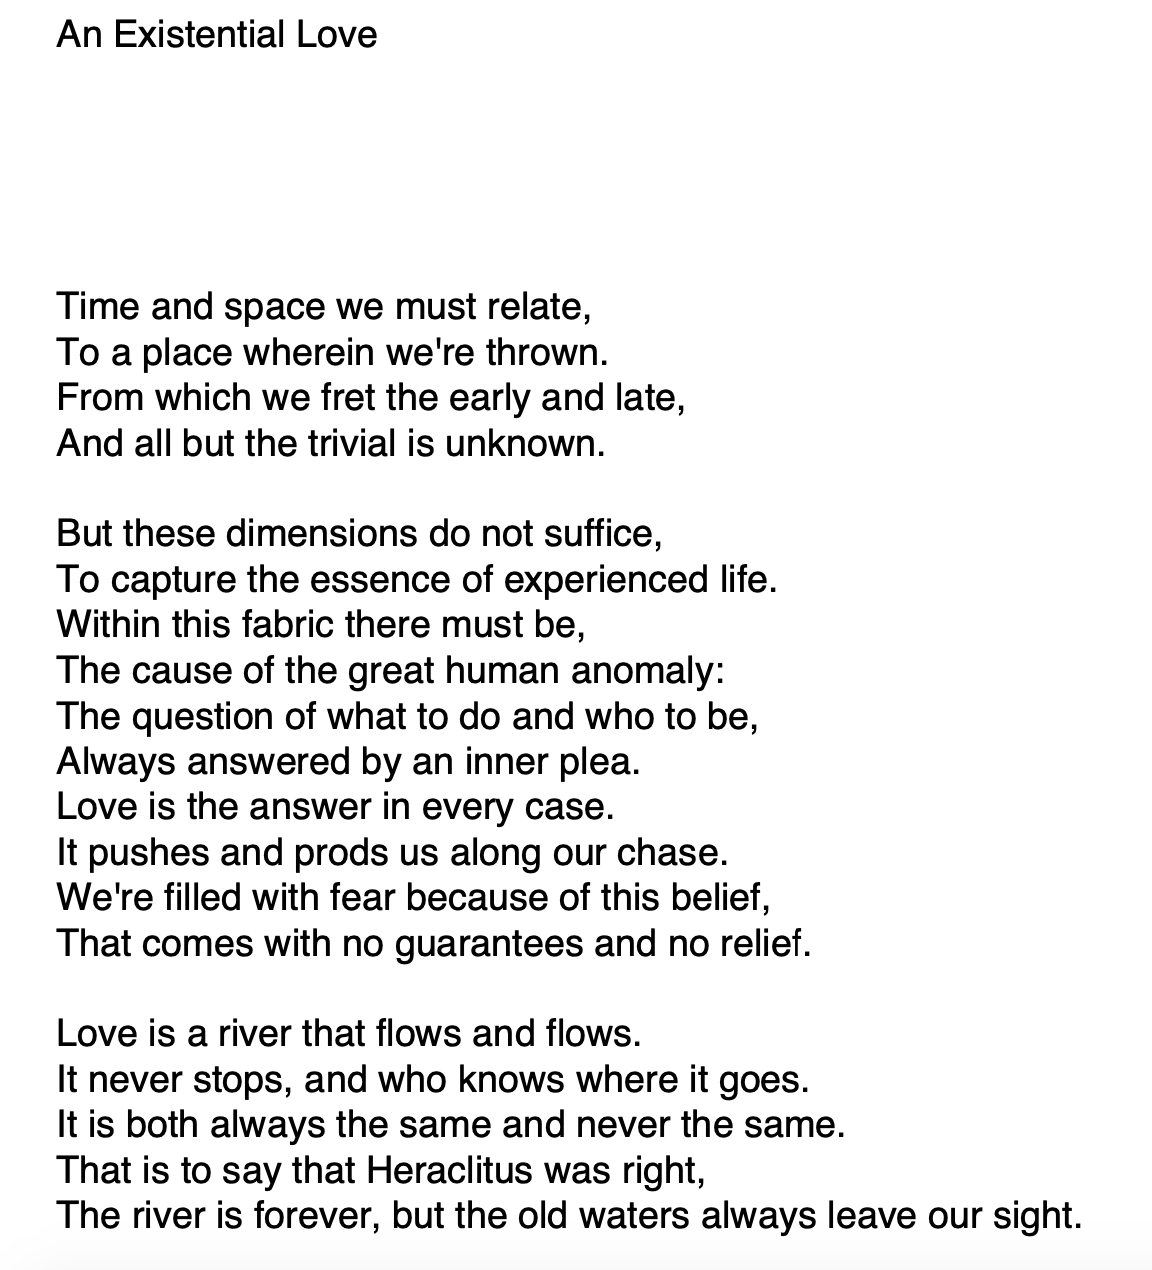 An Existential Love
Time and space we must relate,
To a place wherein we're thrown.
From which we fret the early and late,
And all but the trivial is unknown.
But these dimensions do not suffice,
To capture the essence of experienced life.
Within this fabric there must be,
The cause of the great human anomaly:
The question of what to do and who to be,
Always answered by an inner plea.
Love is the answer in every case.
It pushes and prods us along our chase.
We're filled with fear because of this belief,
That comes with no guarantees and no relief.
Love is a river that flows and flows.
It never stops, and who knows where it goes.
It is both always the same and never the same.
That is to say that Heraclitus was right,
The river is forever, but the old waters always leave our sight.